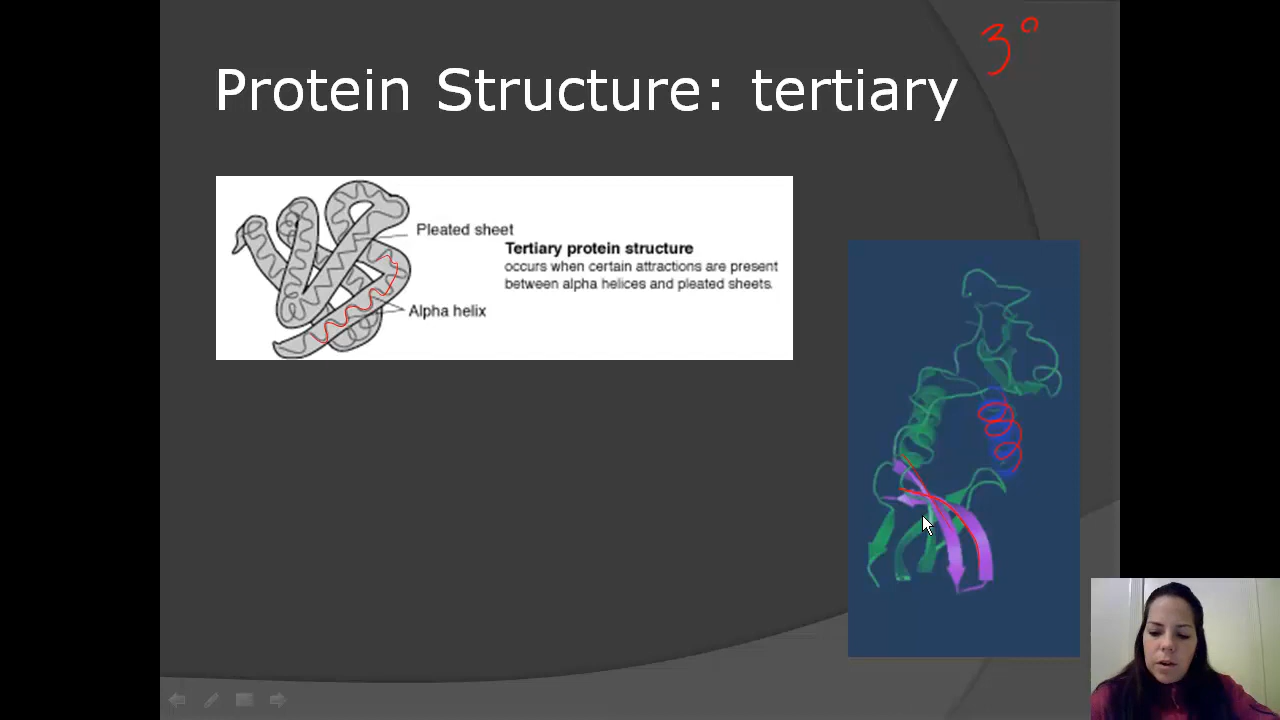 3°
Protein Structure: tertiary
Pleated sheet
Tertiary protein structure
occurs when certain attractions are present
between alpha helices and pleated sheets.
Alpha helix